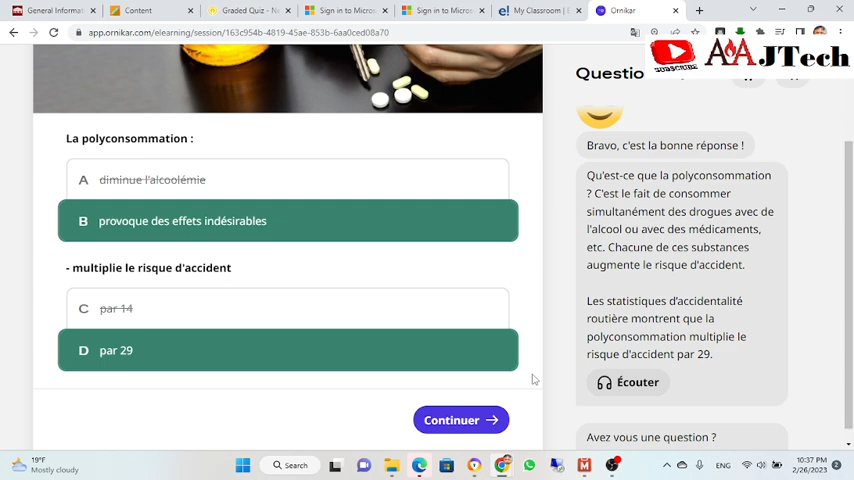 General Informat
Content
Graded Quiz - Ne
Sign in to Micros
Sign in to Micros
My Classroom | E
Ornikar
app.ornikar.com/elearning/session/163c954b-4819-45ae-853b-6aa0ced08a70
SUBSCRIBE
AJTech
Questio
La polyconsommation :
A diminue l'alcoolémie
B provoque des effets indésirables
- multiplie le risque d'accident
C par 14
D par 29
Continuer
Bravo, c'est la bonne réponse !
Qu'est-ce que la polyconsommation
? C'est le fait de consommer
simultanément des drogues avec de
l'alcool ou avec des médicaments,
etc. Chacune de ces substances
augmente le risque d'accident.
Les statistiques d'accidentalité
routière montrent que la
polyconsommation multiplie le
risque d'accident par 29.
Écouter
Avez vous une question ?
19°F
Mostly cloudy
Search
ENG
10:37 PM
2/26/2023